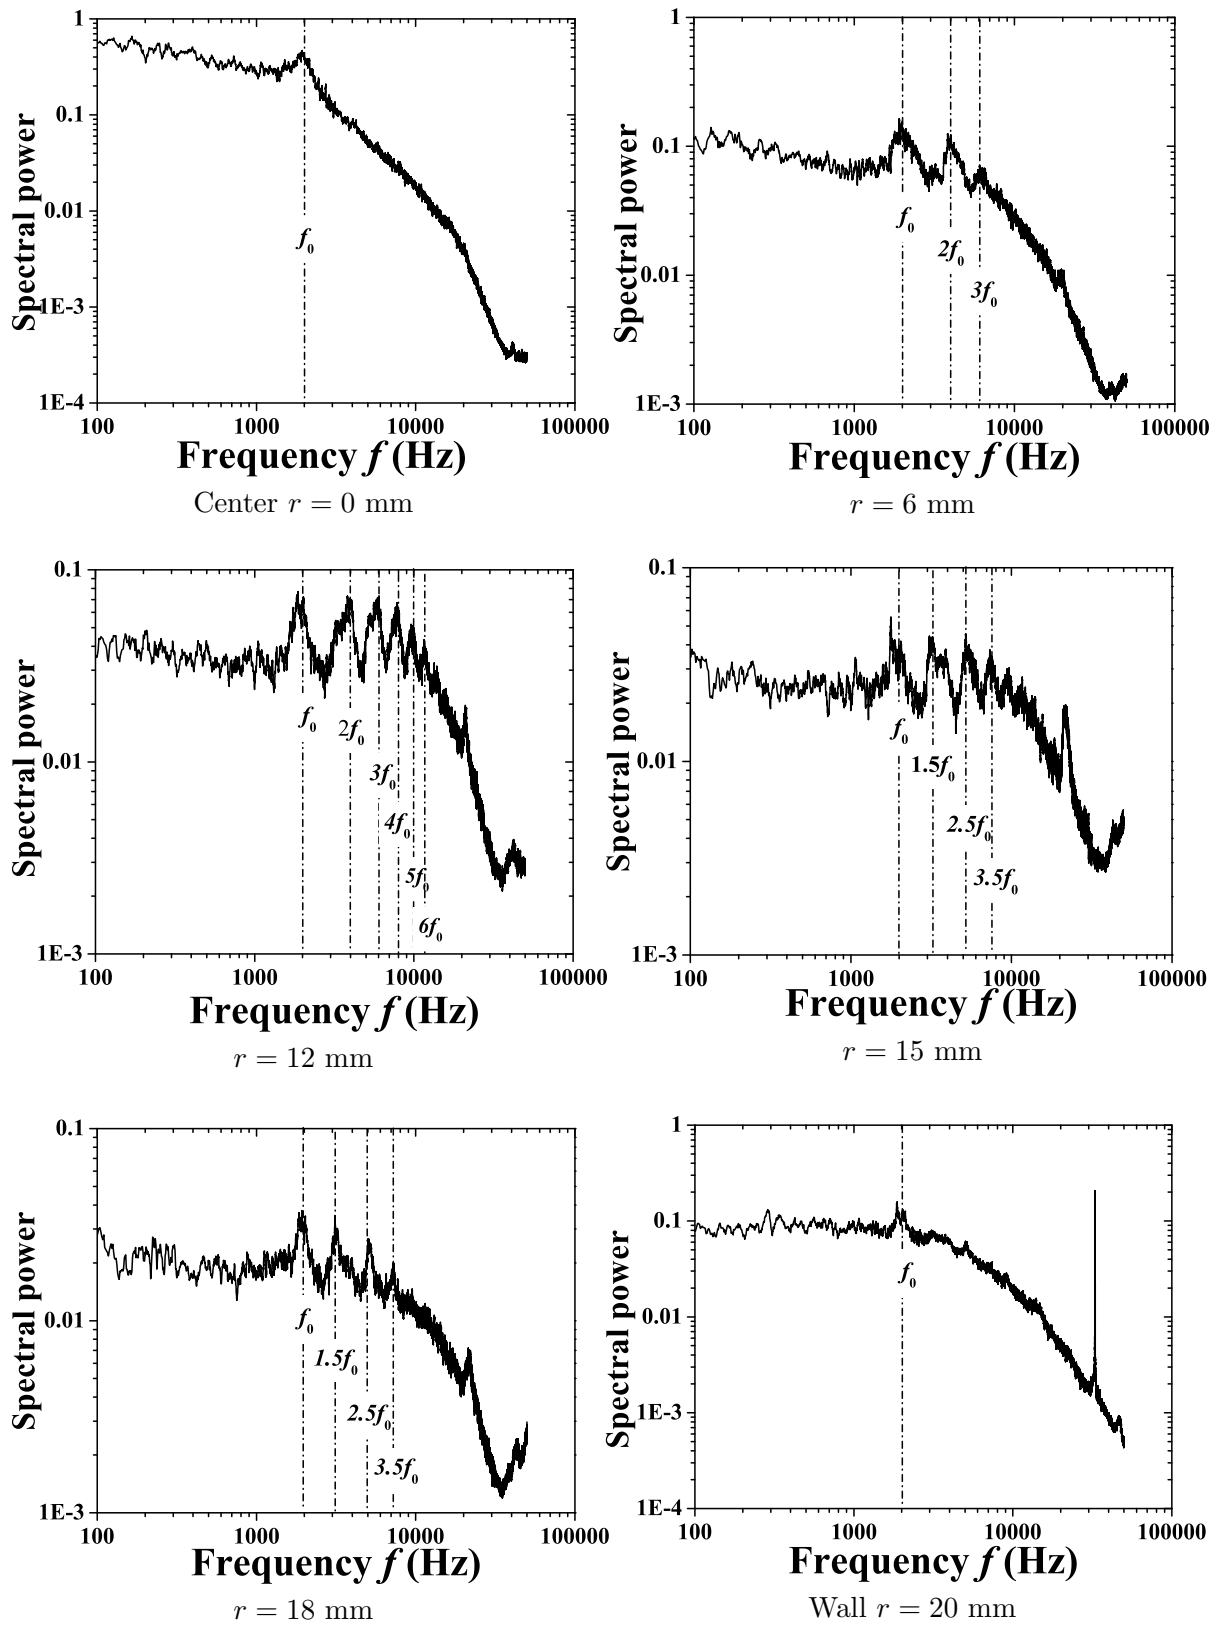 1
0.1
0.01
1E-3
1E-4
Spectral power
f0
100 1000 10000 100000
Frequency f (Hz)
Center r = 0 mm
1
0.1
0.01
1E-3
Spectral power
f0
2f0
3f0
100 1000 10000 100000
Frequency f (Hz)
r = 6 mm
0.1
0.01
1E-3
Spectral power
f0
2f0
3f0
4f0
5f0
6f0
100 1000 10000 100000
Frequency f (Hz)
r = 12 mm
0.1
0.01
1E-3
Spectral power
f0
1.5f0
2.5f0
3.5f0
100 1000 10000 100000
Frequency f (Hz)
r = 15 mm
0.1
0.01
1E-3
Spectral power
f0
1.5f0
2.5f0
3.5f0
100 1000 10000 100000
Frequency f (Hz)
r = 18 mm
1
0.1
0.01
1E-3
1E-4
Spectral power
f0
100 1000 10000 100000
Frequency f (Hz)
Wall r = 20 mm